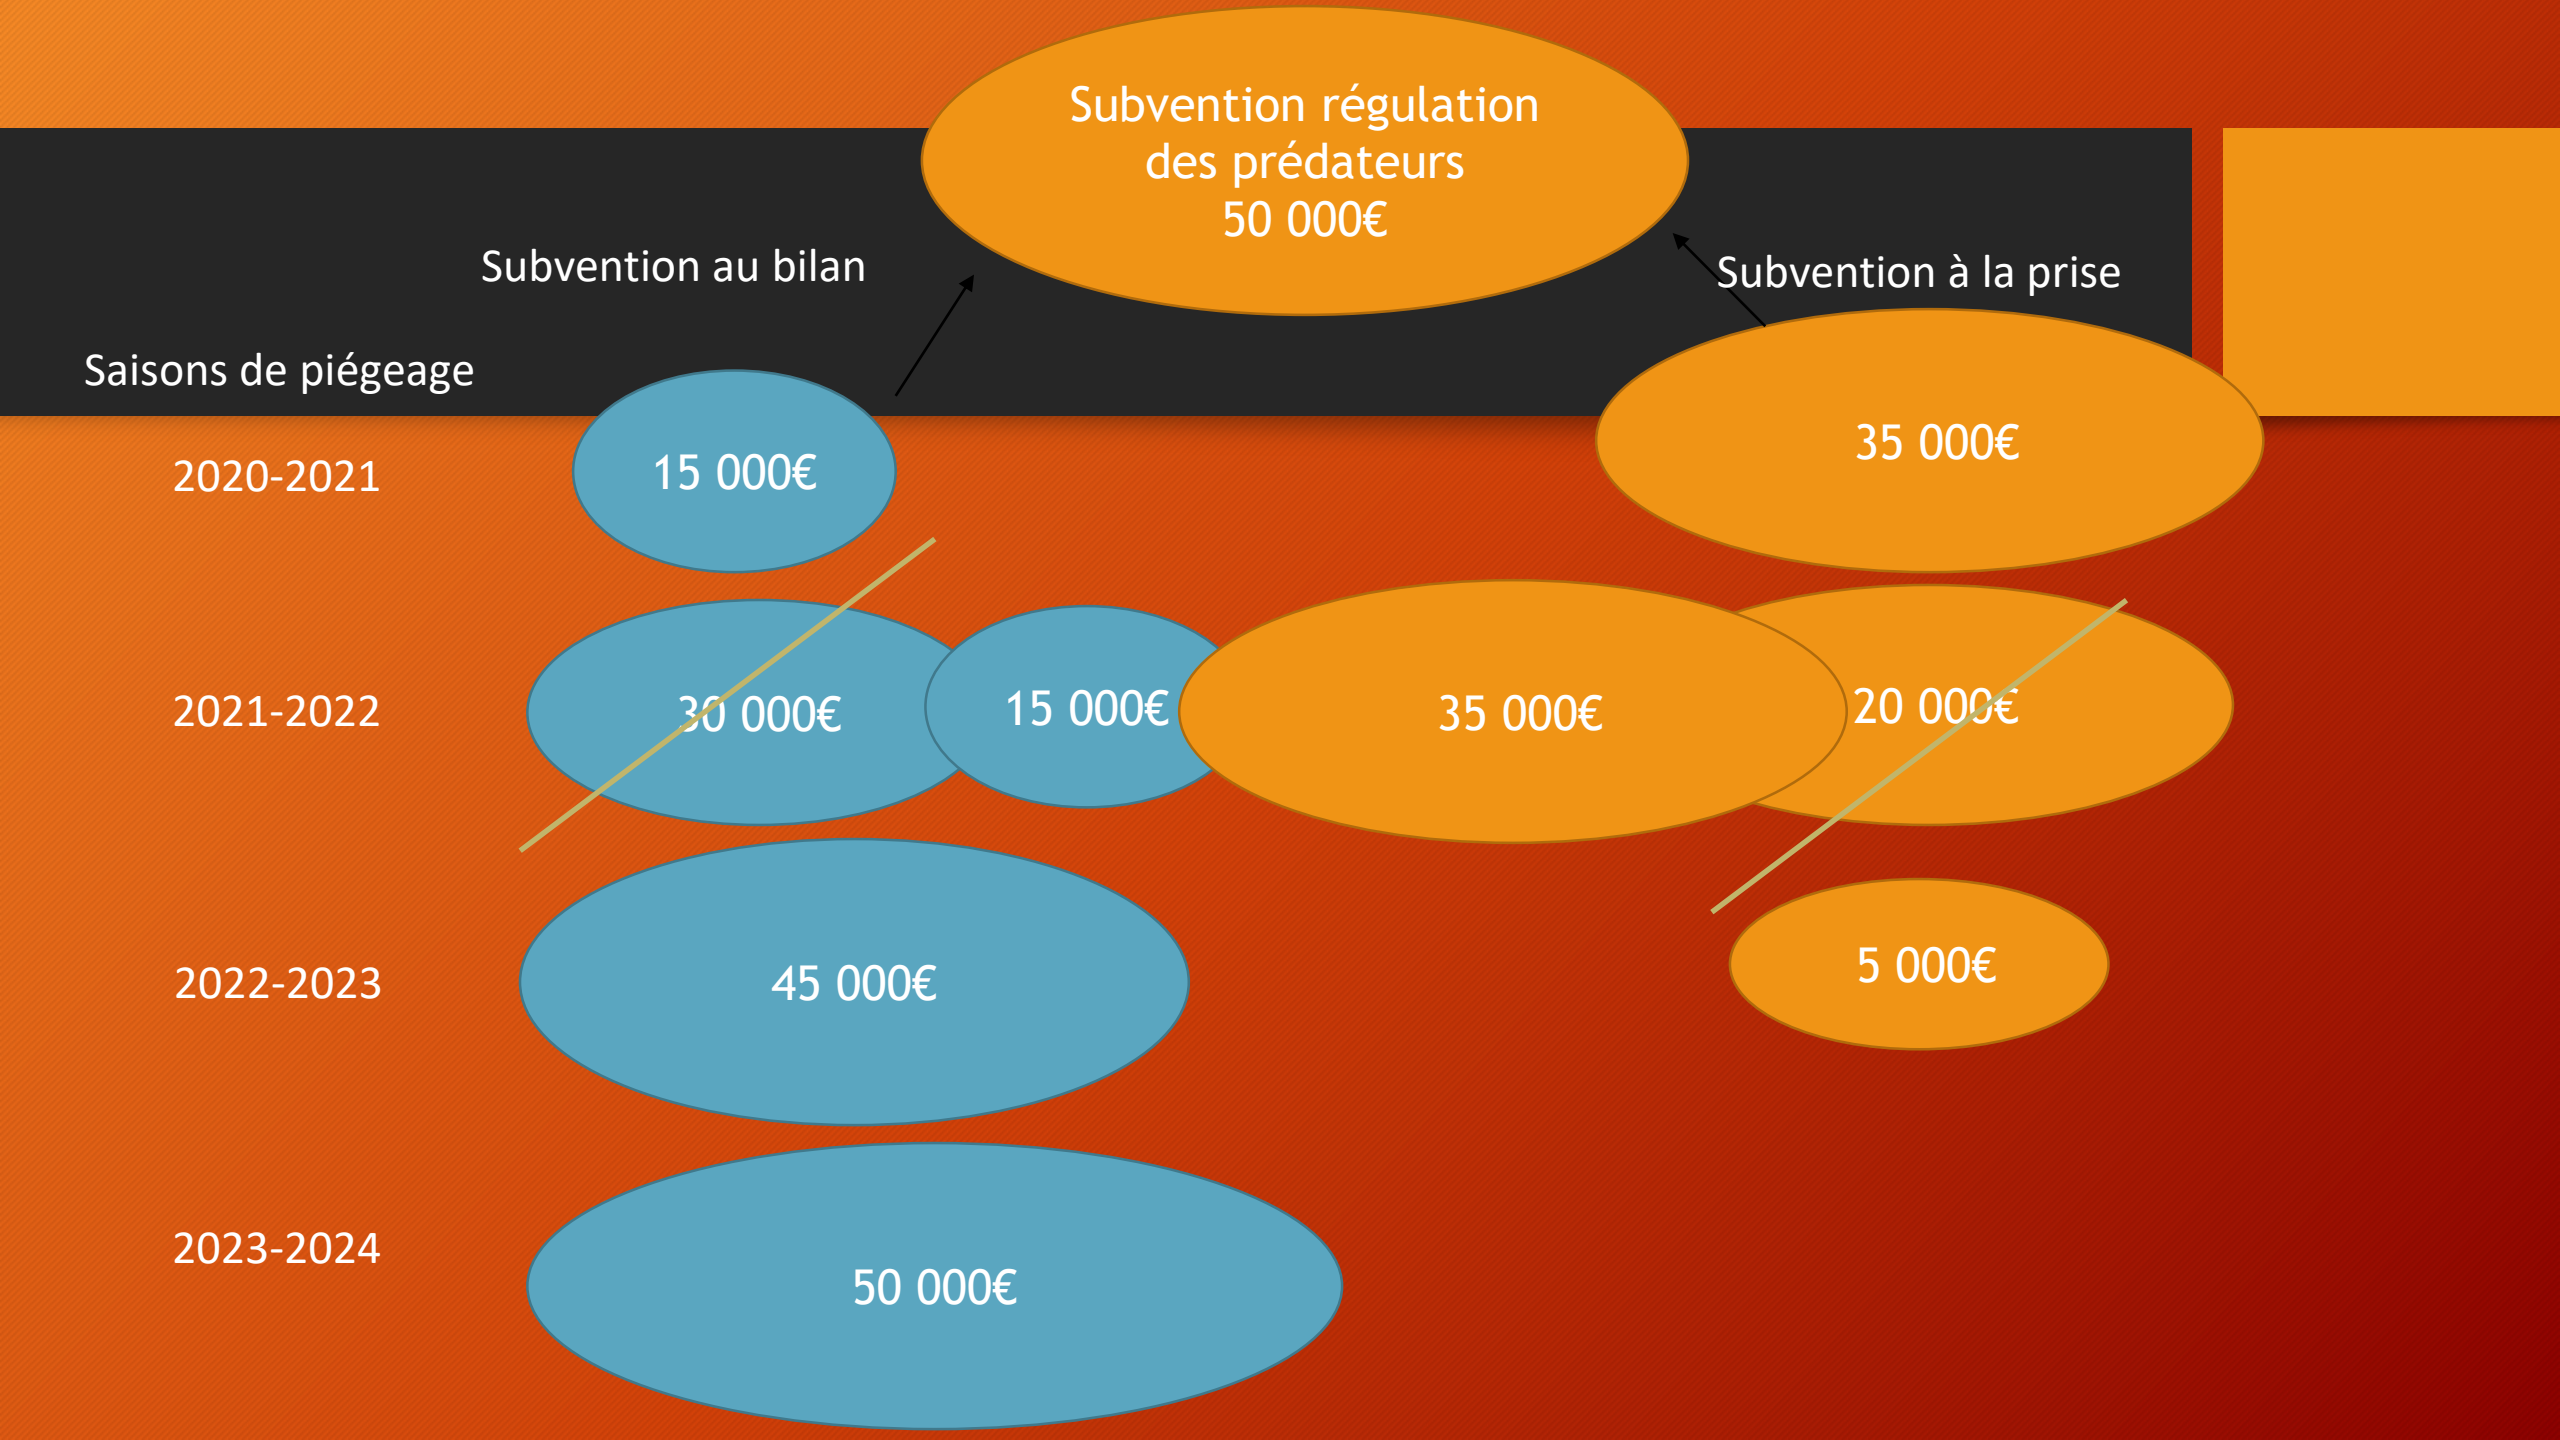 Subvention régulation
des prédateurs
50 000€
Subvention au bilan
Subvention à la prise
Saisons de piégeage
2020-2021
15 000€
35 000€
2021-2022
30 000€
15 000€
35 000€
20 000€
2022-2023
45 000€
5 000€
2023-2024
50 000€